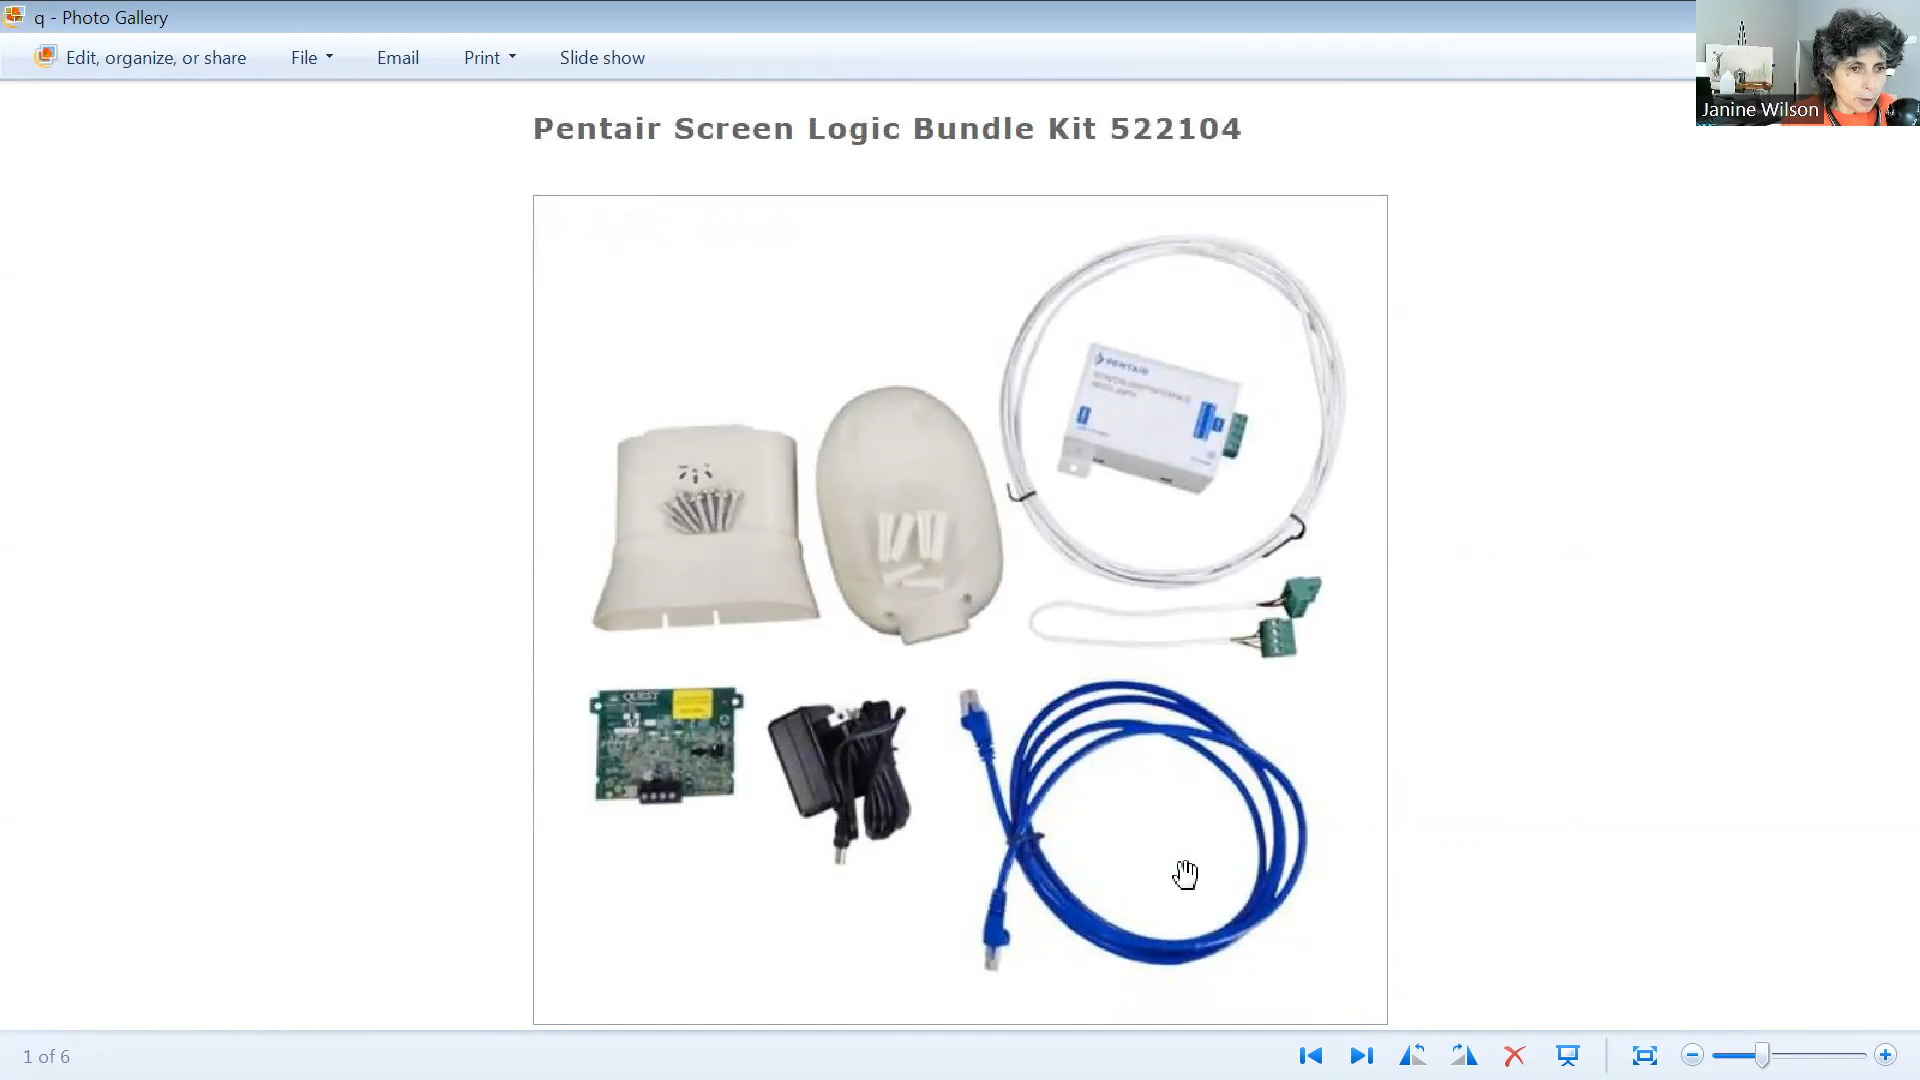 q - Photo Gallery
Edit, organize, or share File Email Print Slide show
Janine Wilson
Pentair Screen Logic Bundle Kit 522104
PENTAIR
QUEST
1 of 6